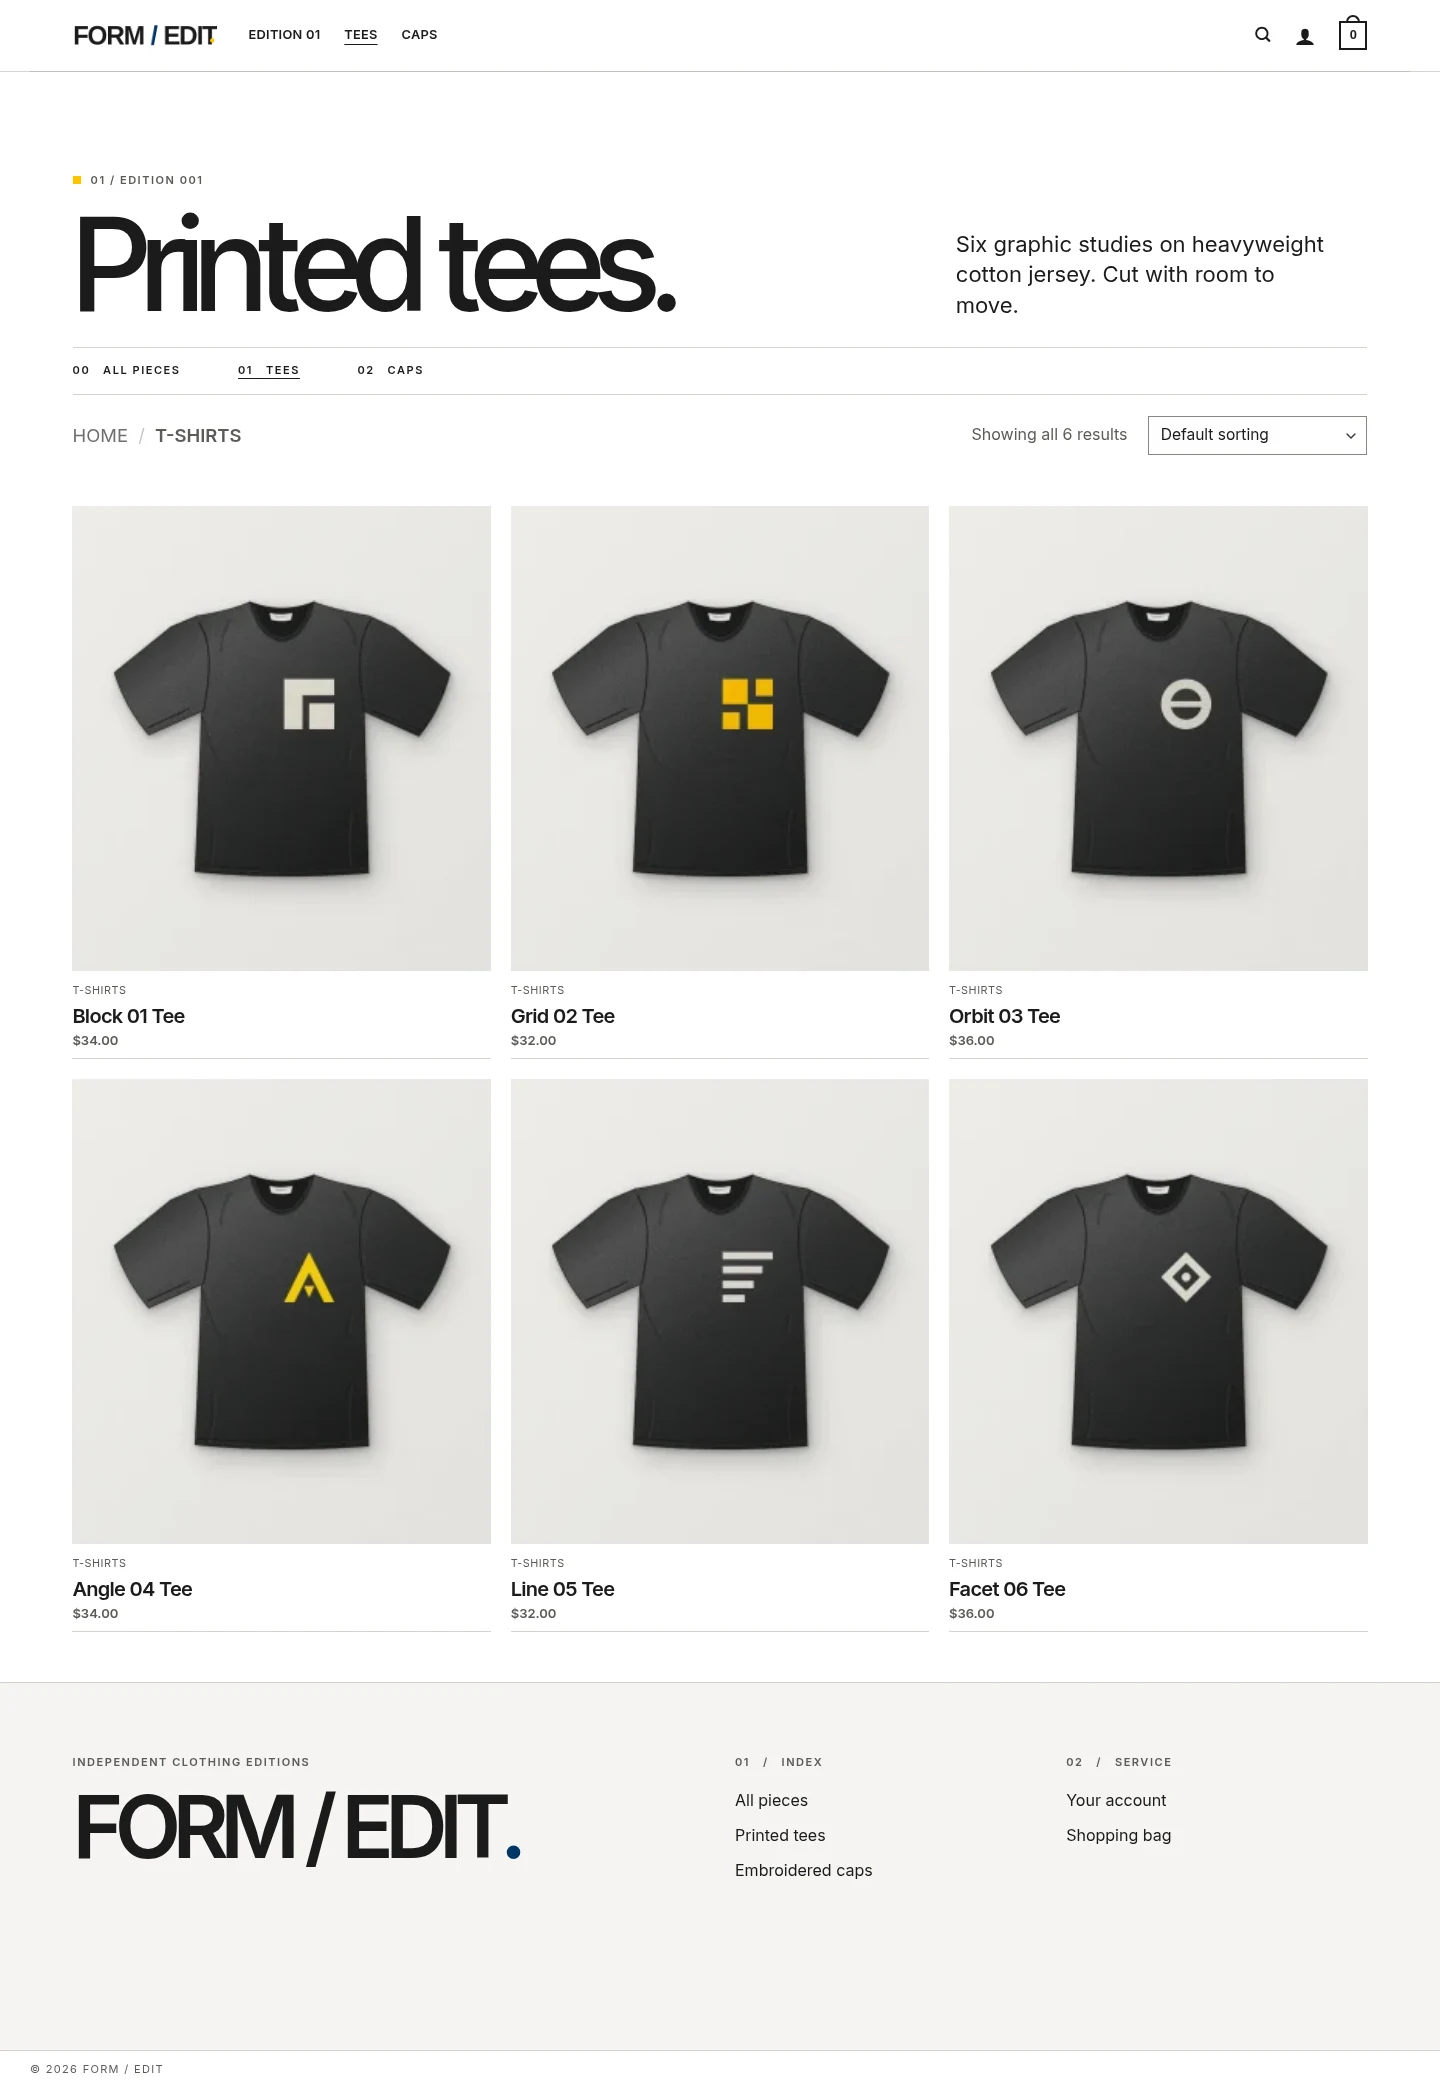 FORM / EDIT.
EDITION 01
TEES
CAPS
0
01 / EDITION 001
Printed tees.
Six graphic studies on heavyweight
cotton jersey. Cut with room to
move.
00 ALL PIECES
01 TEES
02 CAPS
HOME / T-SHIRTS
Showing all 6 results
Default sorting
T-SHIRTS
Block 01 Tee
$34.00
T-SHIRTS
Grid 02 Tee
$32.00
T-SHIRTS
Orbit 03 Tee
$36.00
T-SHIRTS
Angle 04 Tee
$34.00
T-SHIRTS
Line 05 Tee
$32.00
T-SHIRTS
Facet 06 Tee
$36.00
INDEPENDENT CLOTHING EDITIONS
FORM / EDIT.
01 / INDEX
All pieces
Printed tees
Embroidered caps
02 / SERVICE
Your account
Shopping bag
© 2026 FORM / EDIT